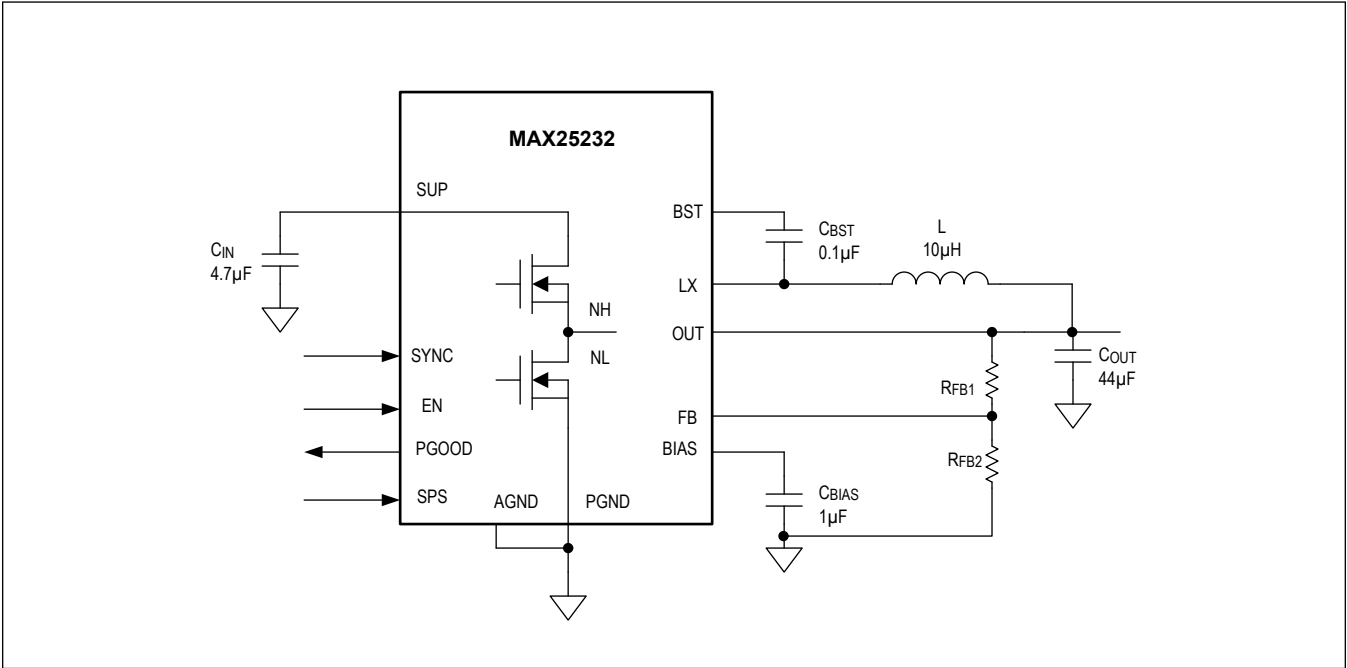 MAX25232
SUP
BST
CIN
4.7µF
CBST
0.1µF
L
10µH
LX
NH
OUT
NL
SYNC
COUT
44µF
RFB1
EN
FB
PGOOD
BIAS
RFB2
SPS
AGND
PGND
CBIAS
1µF